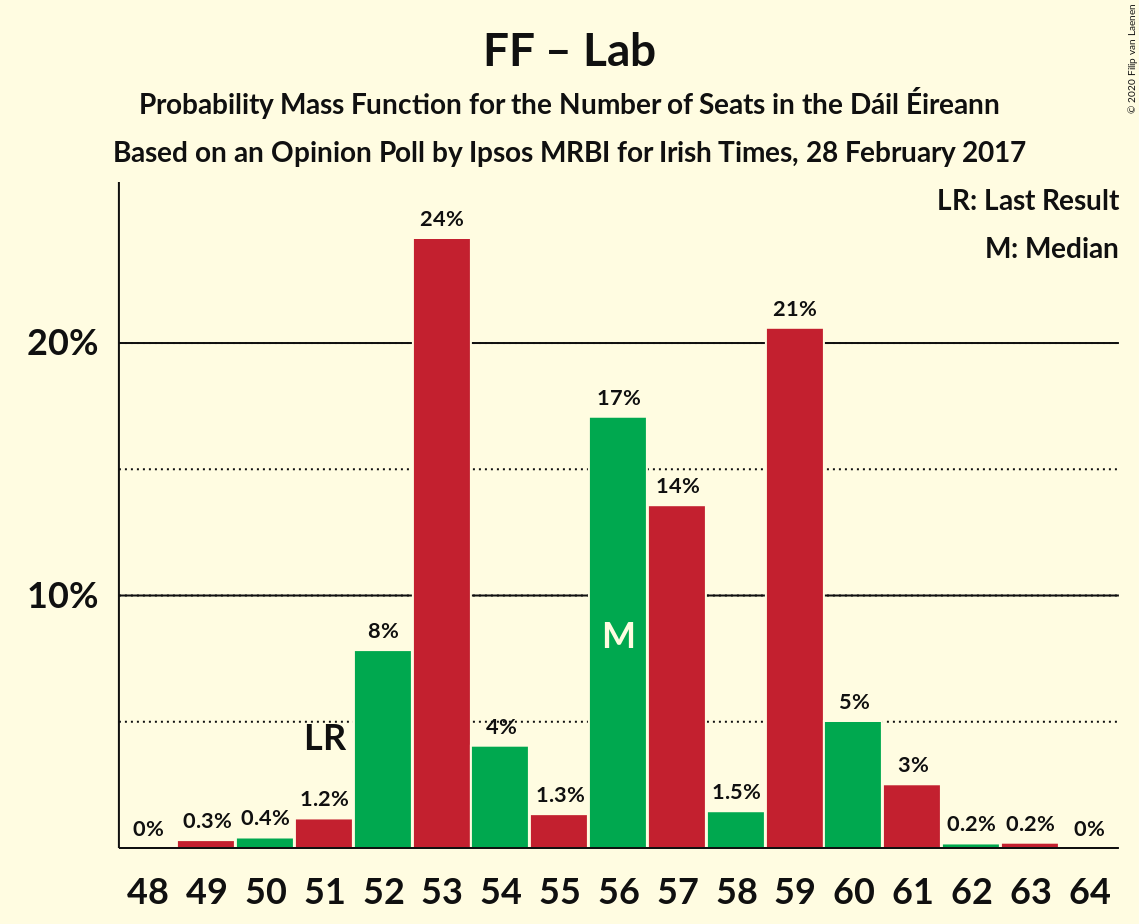 FF – Lab
Probability Mass Function for the Number of Seats in the Dáil Éireann
Based on an Opinion Poll by Ipsos MRBI for Irish Times, 28 February 2017
© 2020 Filip van Laenen
LR: Last Result
M: Median
20%
10%
0%
0.3%
0.4%
1.2%
8%
24%
4%
1.3%
17%
14%
1.5%
21%
5%
3%
0.2%
0.2%
0%
LR
M
48 49 50 51 52 53 54 55 56 57 58 59 60 61 62 63 64